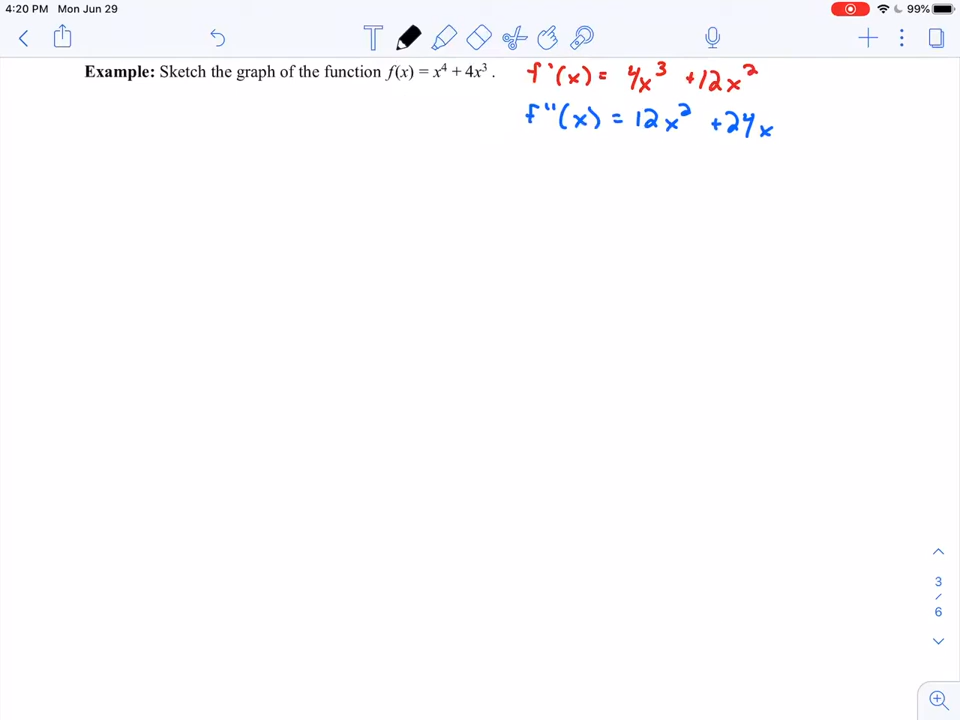 4:20 PM Mon Jun 29
99%
T
Example: Sketch the graph of the function f(x) = x⁴ + 4x³ .
f'(x) = 4x³ +12x²
f''(x) = 12x² +24x
3
/
6